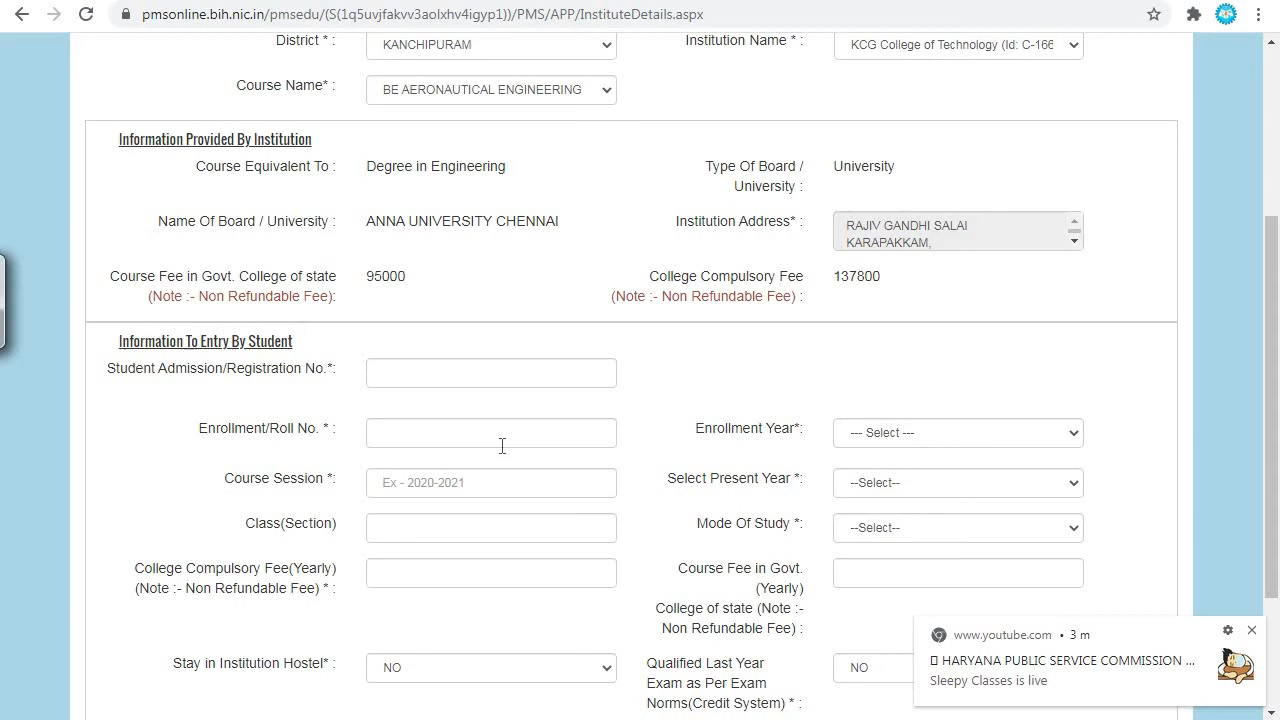 pmsonline.bih.nic.in/pmsedu/(S(1q5uvjfakvv3aolxhv4igyp1))/PMS/APP/InstituteDetails.aspx
District * : KANCHIPURAM Institution Name * : KCG College of Technology (Id: C-166
Course Name* : BE AERONAUTICAL ENGINEERING
Information Provided By Institution
Course Equivalent To : Degree in Engineering Type Of Board / University : University
Name Of Board / University : ANNA UNIVERSITY CHENNAI Institution Address* : RAJIV GANDHI SALAI
KARAPAKKAM,
Course Fee in Govt. College of state 95000 College Compulsory Fee 137800
(Note :- Non Refundable Fee): (Note :- Non Refundable Fee) :
Information To Entry By Student
Student Admission/Registration No.*:
Enrollment/Roll No. * : Enrollment Year*: --- Select ---
Course Session *: Ex - 2020-2021 Select Present Year *: --Select--
Class(Section) Mode Of Study *: --Select--
College Compulsory Fee(Yearly) Course Fee in Govt.
(Note :- Non Refundable Fee) * : (Yearly)
College of state (Note :-
Non Refundable Fee) :
Stay in Institution Hostel* : NO Qualified Last Year NO
Exam as Per Exam
Norms(Credit System) * :
www.youtube.com • 3 m
HARYANA PUBLIC SERVICE COMMISSION ...
Sleepy Classes is live